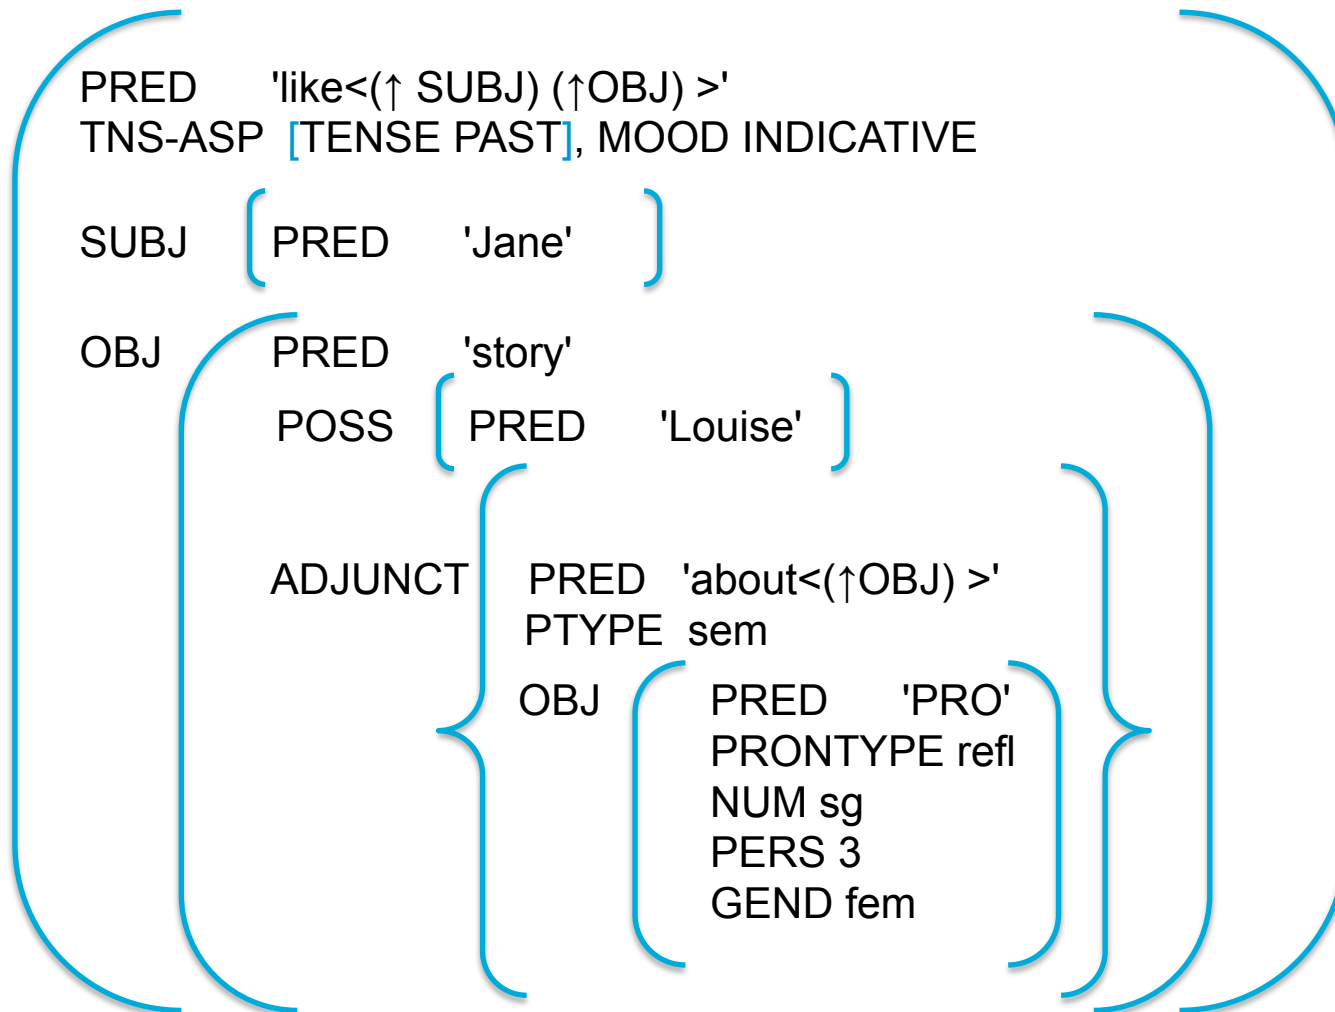 PRED 'like<(↑ SUBJ) (↑OBJ) >'
TNS-ASP [TENSE PAST], MOOD INDICATIVE
SUBJ PRED 'Jane'
OBJ PRED 'story'
POSS PRED 'Louise'
ADJUNCT PRED 'about<(↑OBJ) >'
PTYPE sem
OBJ PRED 'PRO'
PRONTYPE refl
NUM sg
PERS 3
GEND fem